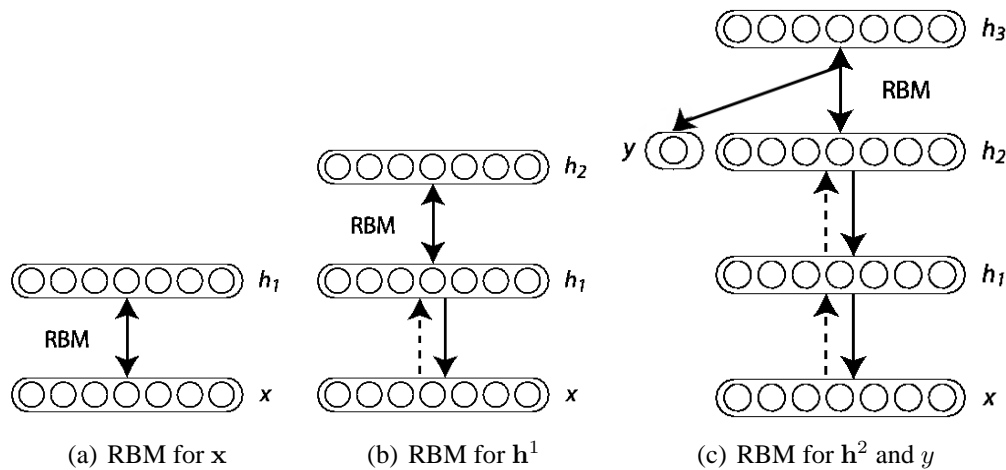 h₃
RBM
y
h₂
h₂
RBM
h₁
h₁
h₁
RBM
x
x
x
(a) RBM for x
(b) RBM for h¹
(c) RBM for h² and y